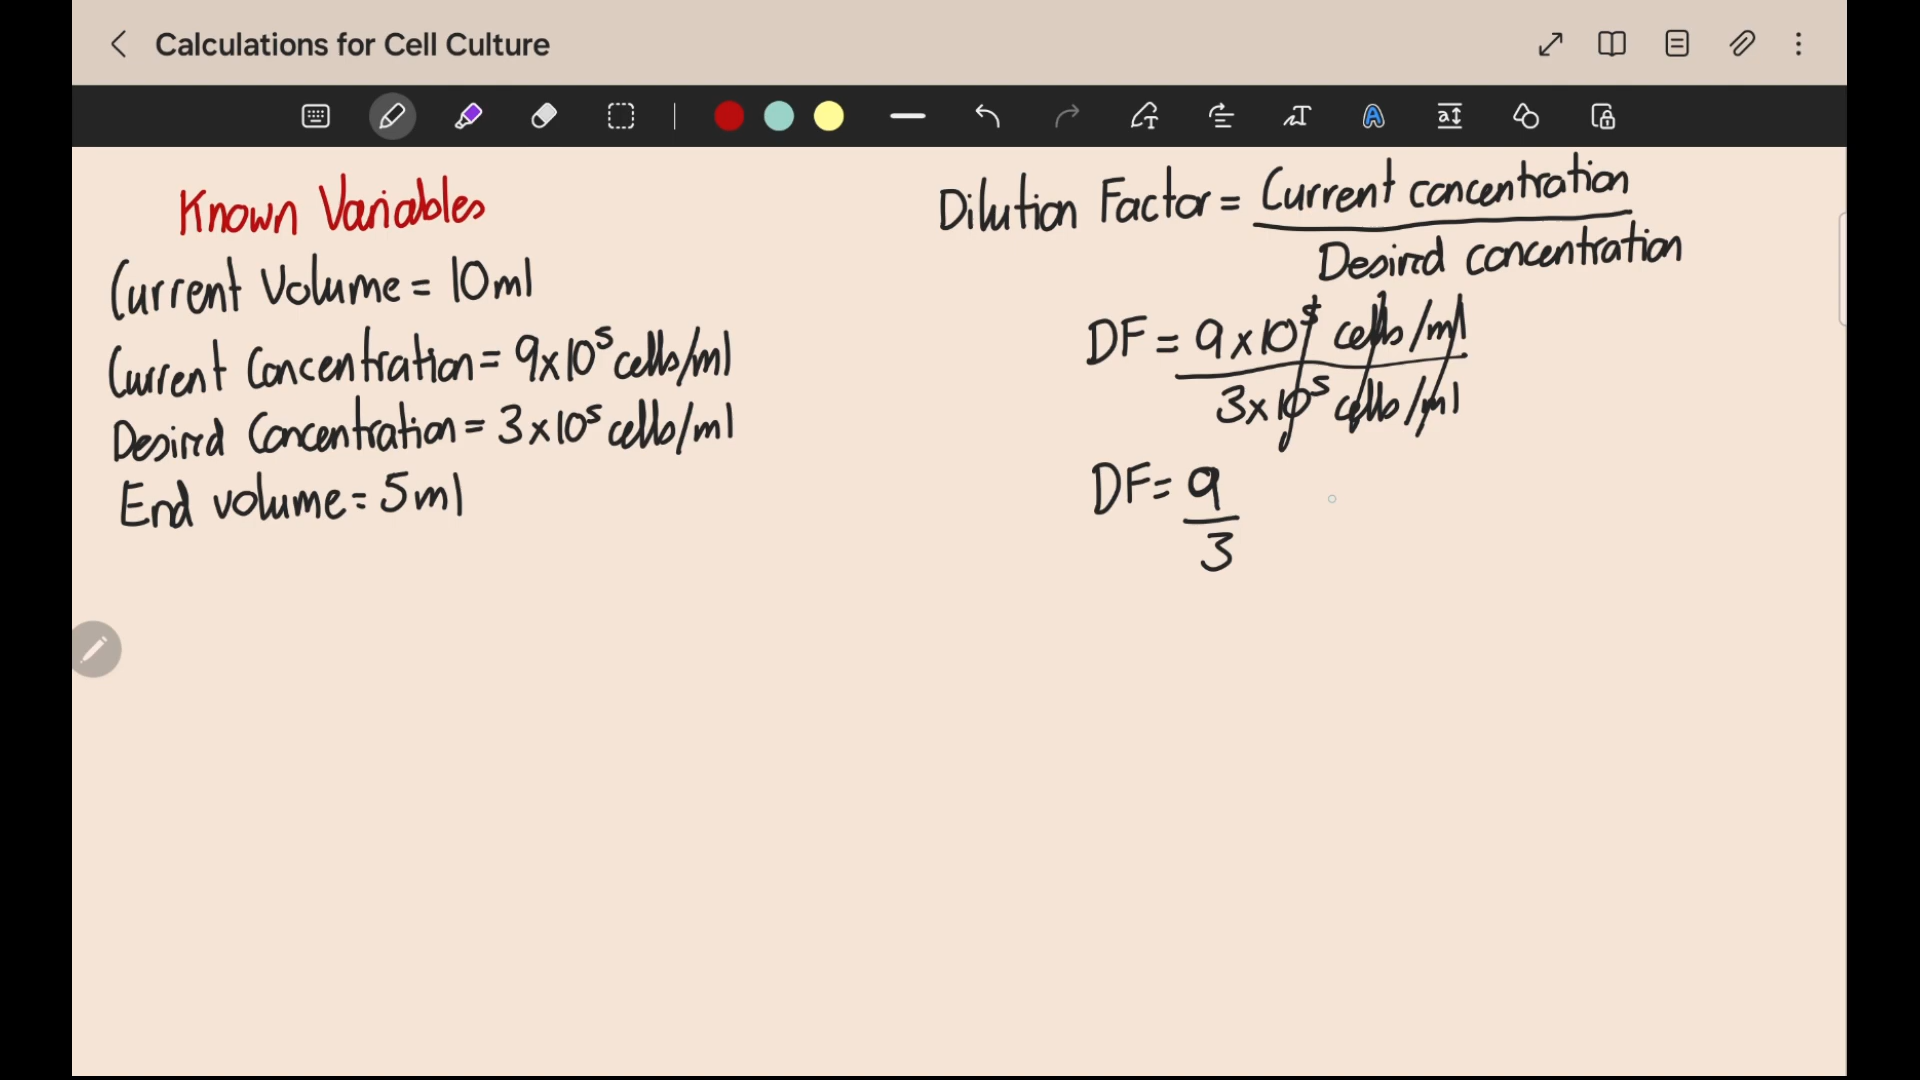 Calculations for Cell Culture
Known Variables
Current Volume = 10ml
Current Concentration = 9x10⁵ cells/ml
Desired Concentration = 3x10⁵ cells/ml
End volume = 5ml
Dilution Factor = Current concentration
Desired concentration
DF = 9x10⁵ cells/ml
3x10⁵ cells/ml
DF = 9
3